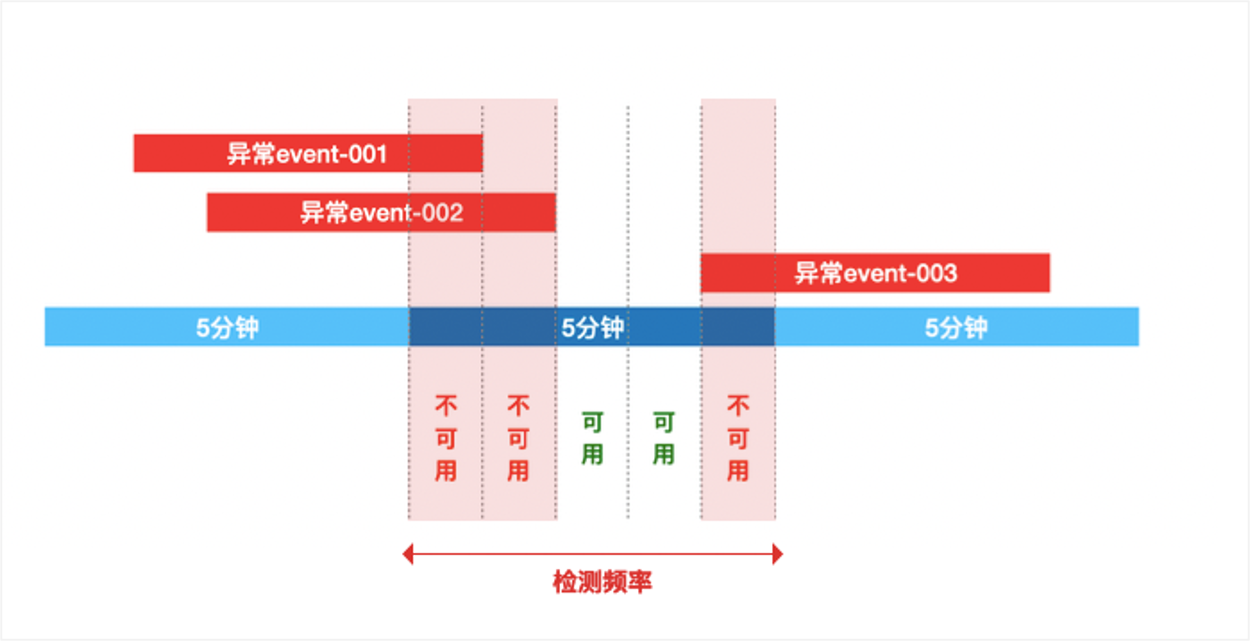 异常event-001
异常event-002
异常event-003
5分钟
5分钟
5分钟
不可用
不可用
可用
可用
不可用
检测频率